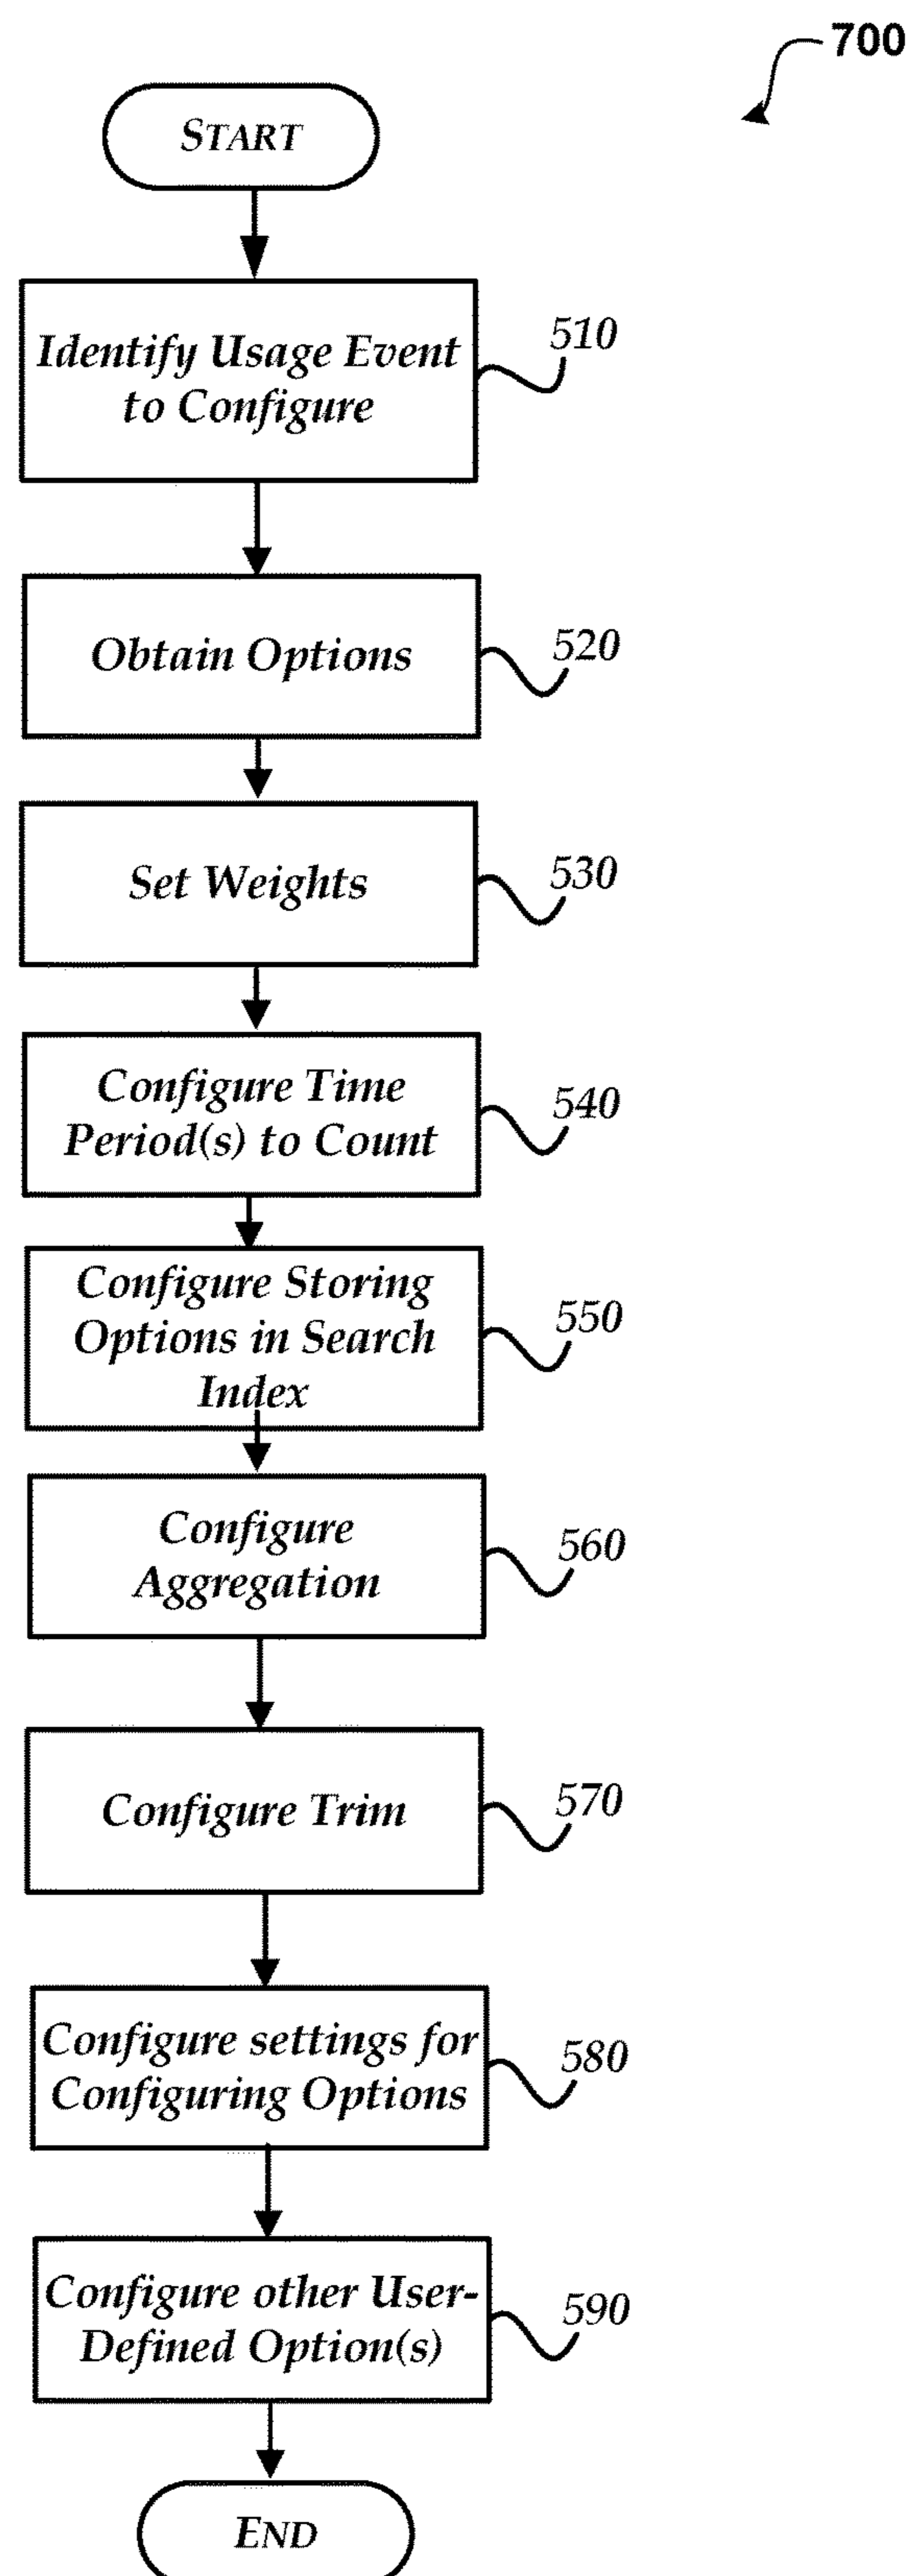 700
START
Identify Usage Event
to Configure
510
Obtain Options
520
Set Weights
530
Configure Time
Period(s) to Count
540
Configure Storing
Options in Search
Index
550
Configure
Aggregation
560
Configure Trim
570
Configure settings for
Configuring Options
580
Configure other User-
Defined Option(s)
590
END